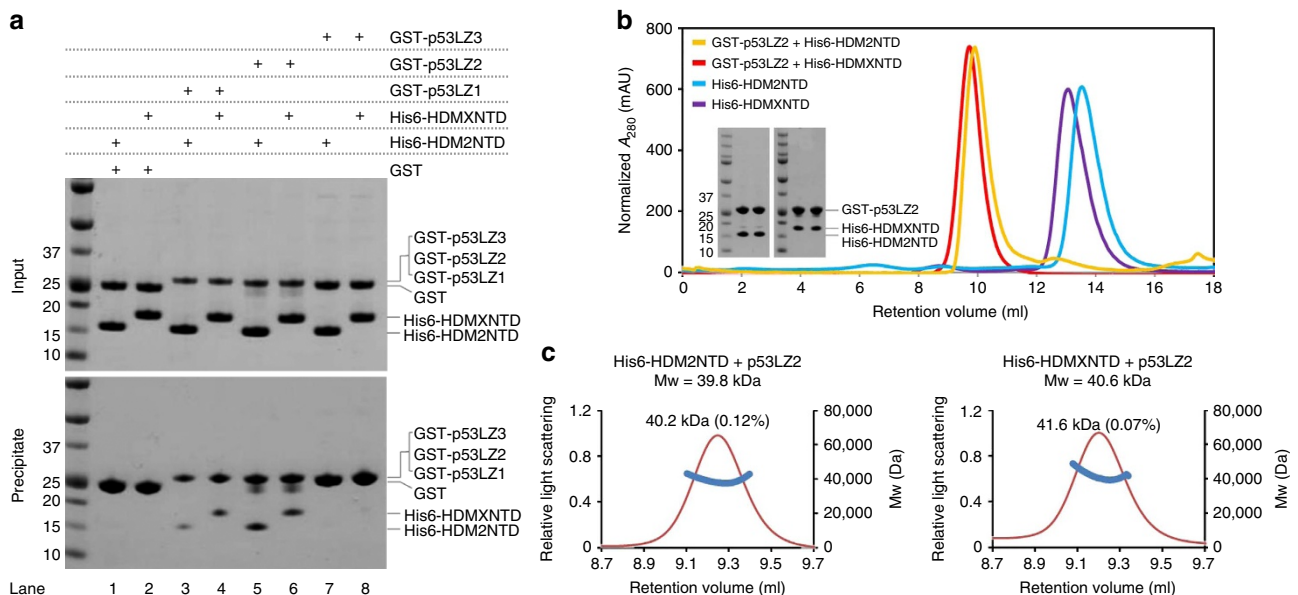 a
+ + GST-p53LZ3
+ + GST-p53LZ2
+ + GST-p53LZ1
+ + + + His6-HDMXNTD
+ + + + His6-HDM2NTD
+ + GST
Input
37
25
20
15
10
GST-p53LZ3
GST-p53LZ2
GST-p53LZ1
GST
His6-HDMXNTD
His6-HDM2NTD
Precipitate
37
25
20
15
10
GST-p53LZ3
GST-p53LZ2
GST-p53LZ1
GST
His6-HDMXNTD
His6-HDM2NTD
Lane 1 2 3 4 5 6 7 8
b
Normalized A280 (mAU)
800
600
400
200
0
GST-p53LZ2 + His6-HDM2NTD
GST-p53LZ2 + His6-HDMXNTD
His6-HDM2NTD
His6-HDMXNTD
37
25
20
15
10
GST-p53LZ2
His6-HDMXNTD
His6-HDM2NTD
0 2 4 6 8 10 12 14 16 18
Retention volume (ml)
c
His6-HDM2NTD + p53LZ2
Mw = 39.8 kDa
40.2 kDa (0.12%)
Relative light scattering
1.2
0.8
0.4
0
80,000
60,000
40,000
20,000
0
Mw (Da)
8.7 8.9 9.1 9.3 9.5 9.7
Retention volume (ml)
His6-HDMXNTD + p53LZ2
Mw = 40.6 kDa
41.6 kDa (0.07%)
Relative light scattering
1.2
0.8
0.4
0
80,000
60,000
40,000
20,000
0
Mw (Da)
8.7 8.9 9.1 9.3 9.5 9.7
Retention volume (ml)